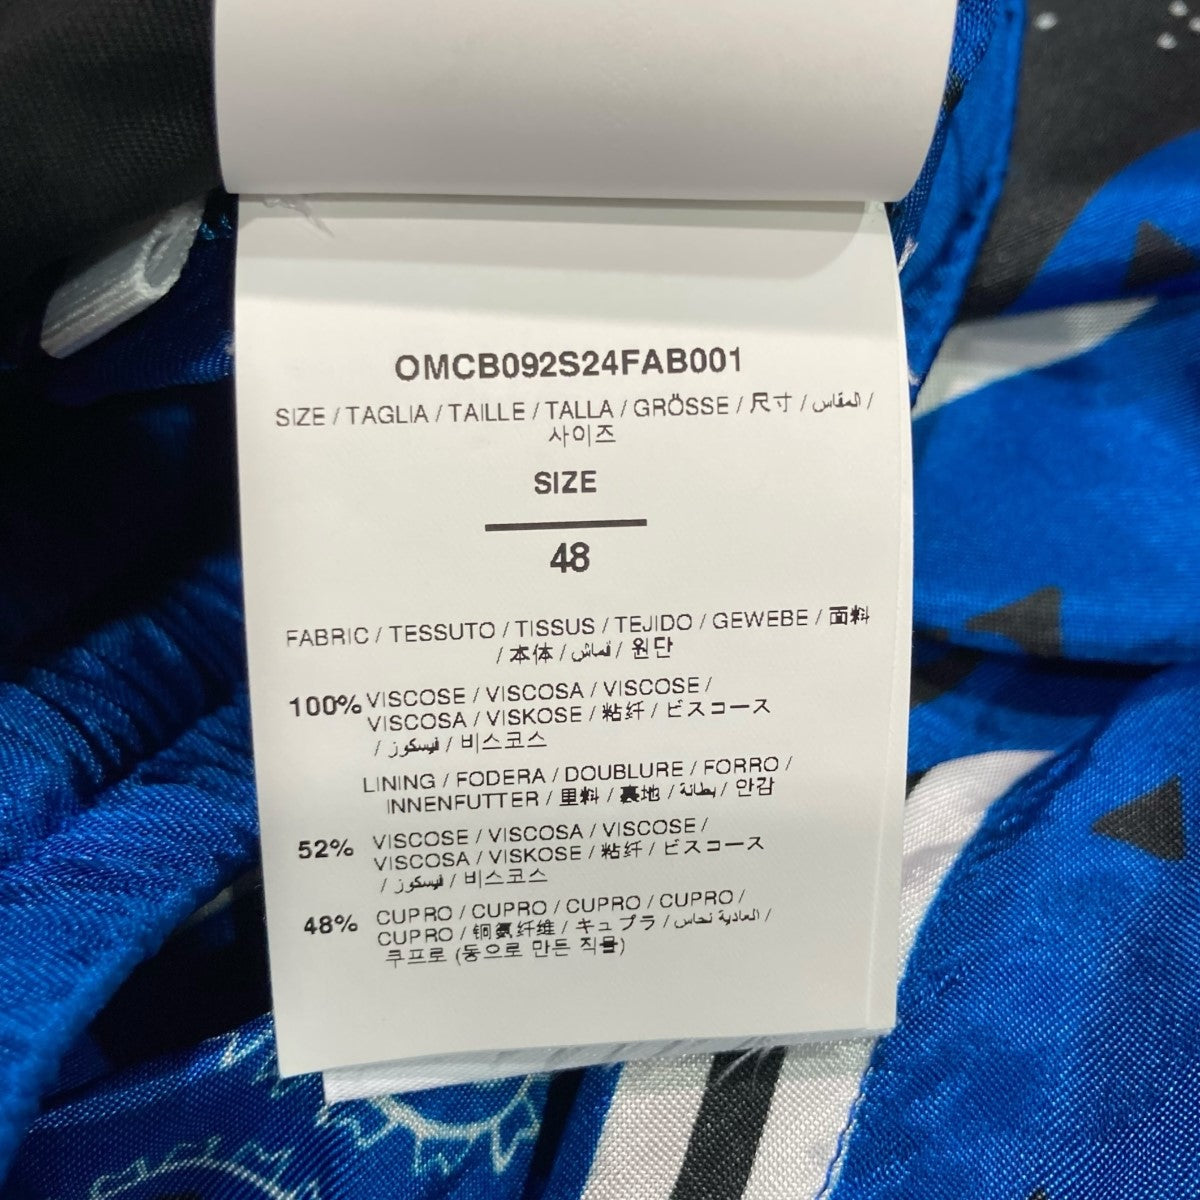 OMCB092S24FAB001
SIZE / TAGLIA / TAILLE / TALLA / GRÖSSE / 尺寸 / المقاس /
사이즈
SIZE
48
FABRIC / TESSUTO / TISSUS / TEJIDO / GEWEBE / 面料
/ 本体 / قماش / 원단
100% VISCOSE / VISCOSA / VISCOSE /
VISCOSA / VISKOSE / 粘纤 / ビスコース
/ فيسكوز / 비스코스
LINING / FODERA / DOUBLURE / FORRO /
INNENFUTTER / 里料 / 裏地 / بطانة / 안감
52% VISCOSE / VISCOSA / VISCOSE /
VISCOSA / VISKOSE / 粘纤 / ビスコース
/ فيسكوز / 비스코스
48% CUPRO / CUPRO / CUPRO / CUPRO /
CUPRO / 铜氨纤维 / キュプラ / العادية نحاس /
쿠프로 (동으로 만든 직물)